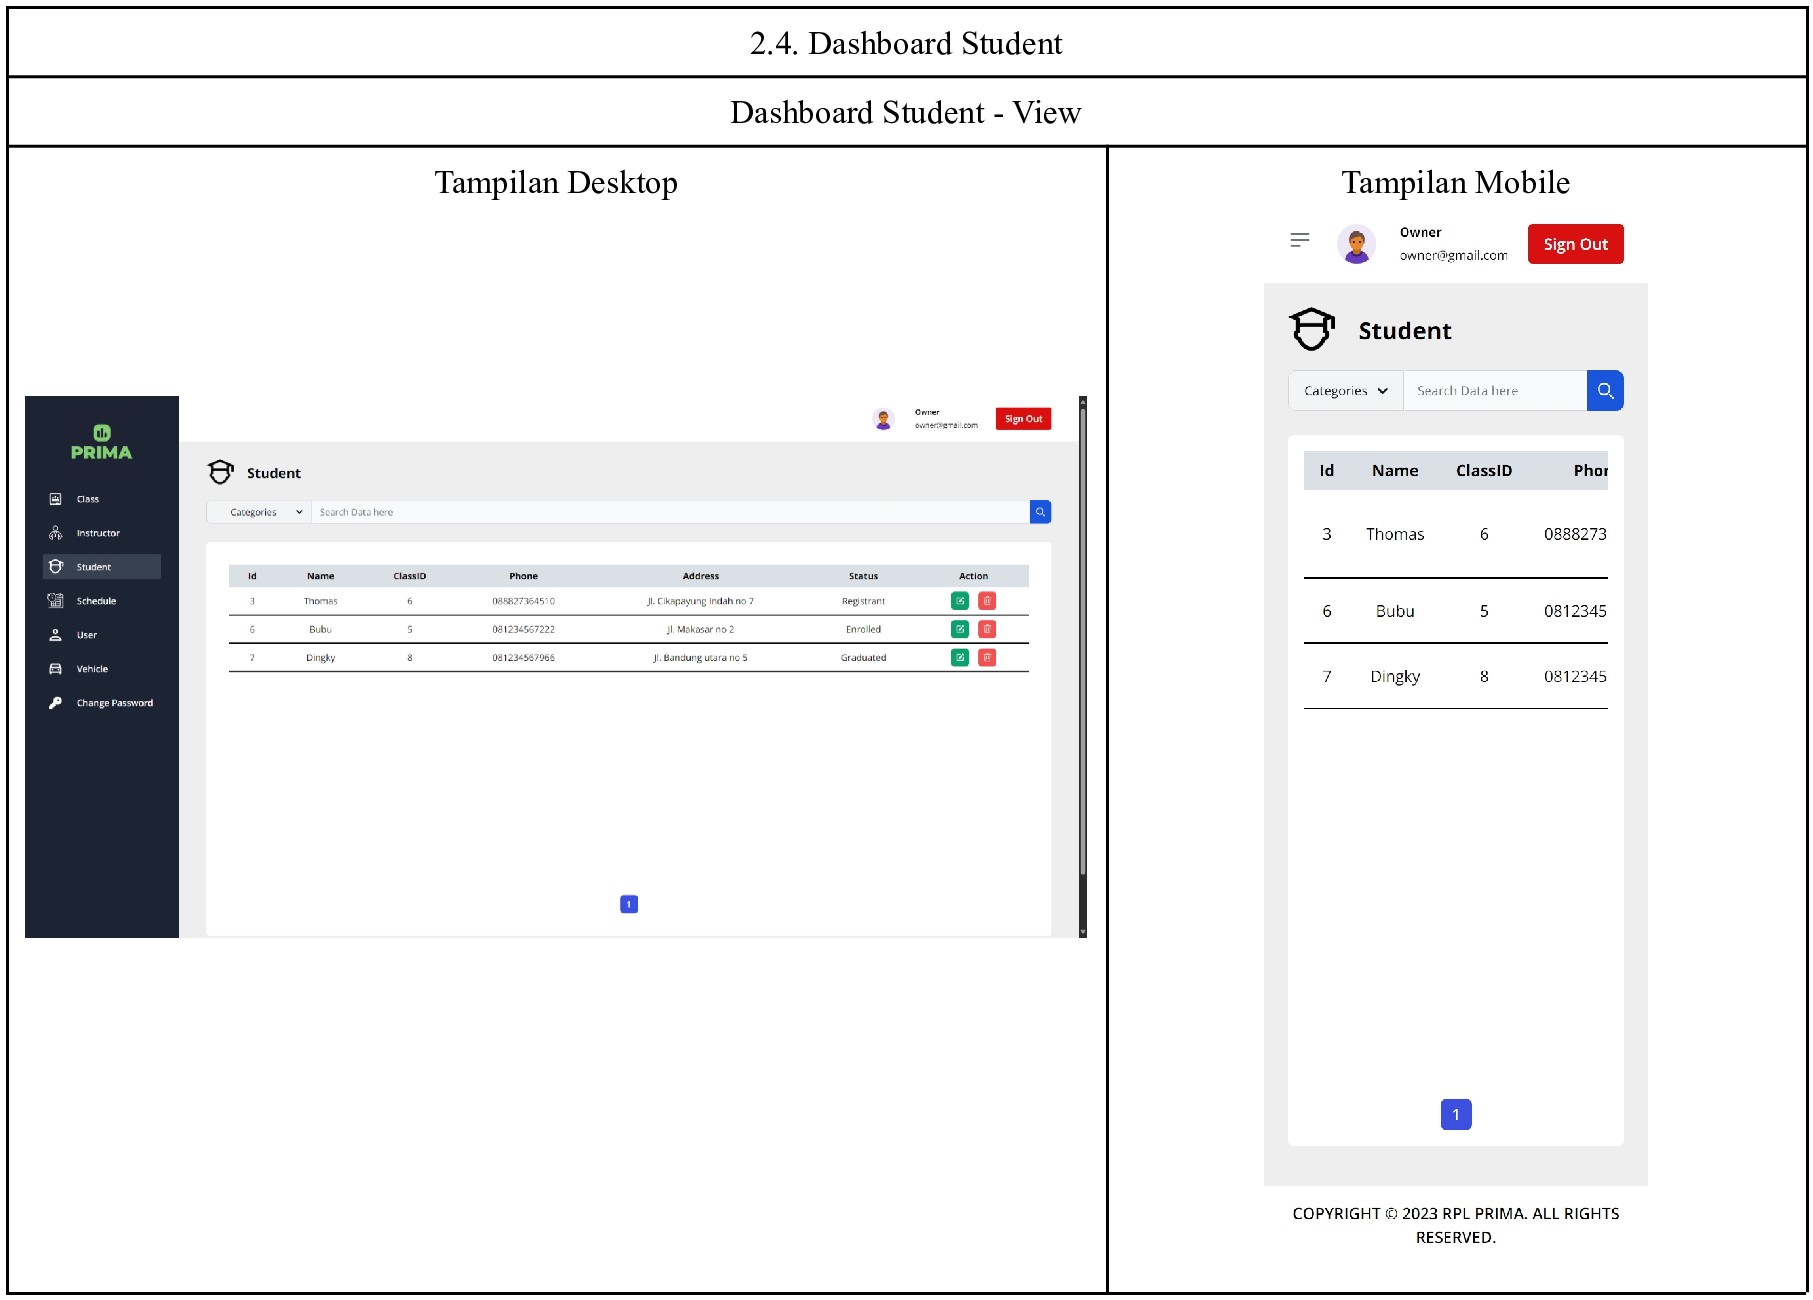 2.4. Dashboard Student
Dashboard Student - View
Tampilan Desktop
PRIMA
Class
Instructor
Student
Schedule
User
Vehicle
Change Password
Owner
owner@gmail.com
Sign Out
Student
Categories Search Data here
Id Name ClassID Phone Address Status Action
3 Thomas 6 088827364510 Jl. Cikapayung Indah no 7 Registrant
6 Bubu 5 081234567222 Jl. Makasar no 2 Enrolled
7 Dingky 8 081234567966 Jl. Bandung utara no 5 Graduated
1
Tampilan Mobile
Owner
owner@gmail.com
Sign Out
Student
Categories Search Data here
Id Name ClassID Phor
3 Thomas 6 0888273
6 Bubu 5 0812345
7 Dingky 8 0812345
1
COPYRIGHT © 2023 RPL PRIMA. ALL RIGHTS
RESERVED.